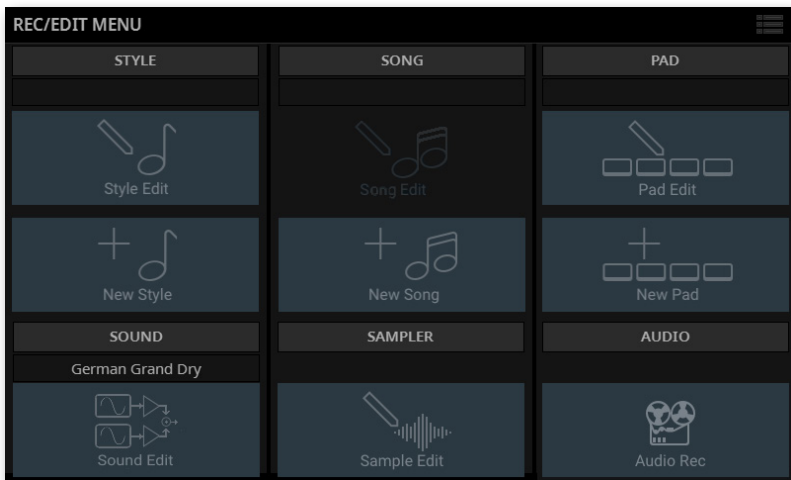 REC/EDIT MENU
STYLE
SONG
PAD
Style Edit
Song Edit
Pad Edit
New Style
New Song
New Pad
SOUND
SAMPLER
AUDIO
German Grand Dry
Sound Edit
Sample Edit
Audio Rec